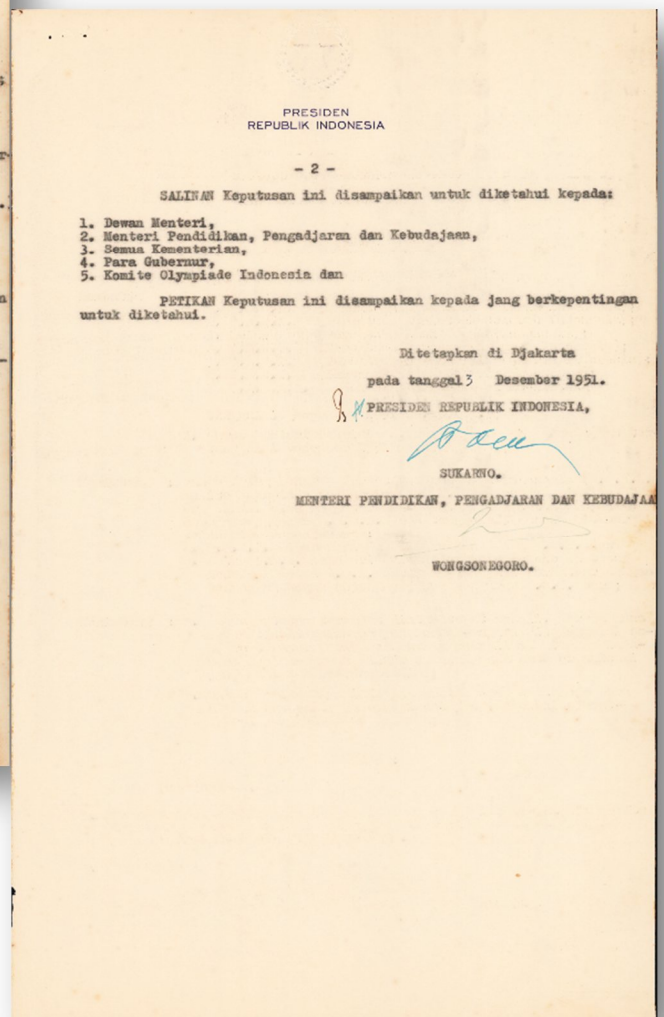 PRESIDEN
REPUBLIK INDONESIA
- 2 -
SALINAN Keputusan ini disampaikan untuk diketahui kepada:
1. Dewan Menteri,
2. Menteri Pendidikan, Pengadjaran dan Kebudajaan,
3. Semua Kementerian,
4. Para Gubernur,
5. Komite Olympiade Indonesia dan
PETIKAN Keputusan ini disampaikan kepada jang berkepentingan
untuk diketahui.
Ditetapkan di Djakarta
pada tanggal 3 Desember 1951.
PRESIDEN REPUBLIK INDONESIA,
SUKARNO.
MENTERI PENDIDIKAN, PENGADJARAN DAN KEBUDAJAA
WONGSONEGORO.